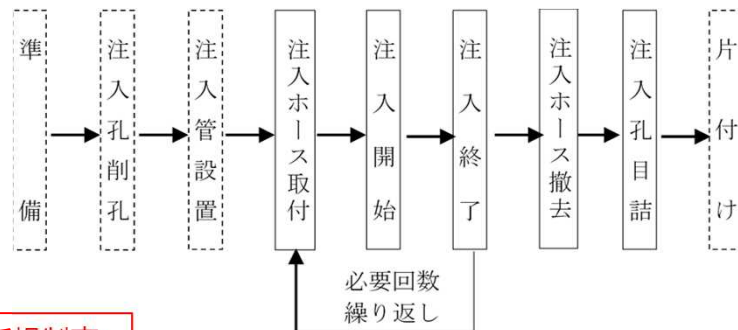 準備
注入孔削孔
注入管設置
注入ホース取付
注入開始
注入終了
注入ホース撤去
注入孔目詰
片付け
必要回数
繰り返し